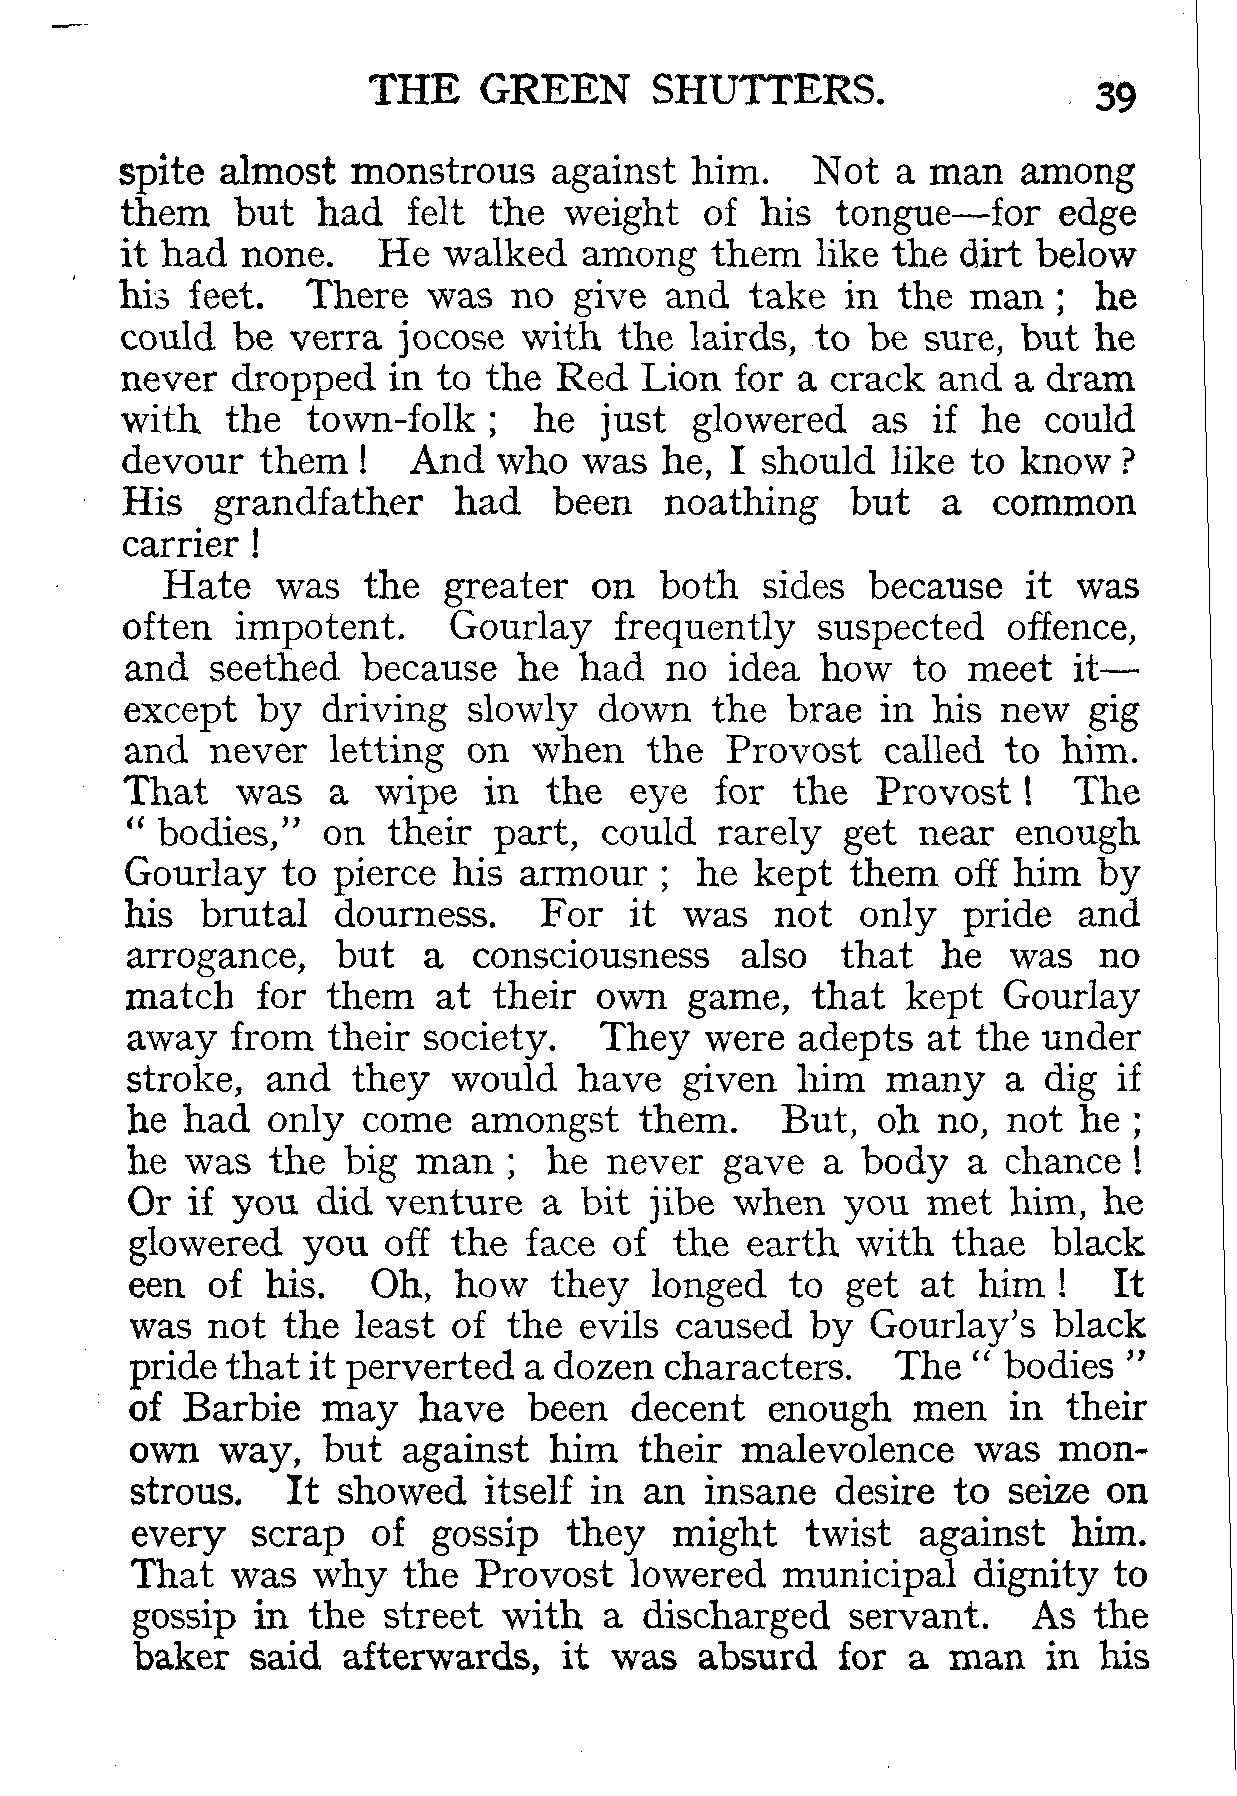 THE GREEN SHUTTERS. 39
spite almost monstrous against him. Not a man among
them but had felt the weight of his tongue—for edge
it had none. He walked among them like the dirt below
his feet. There was no give and take in the man ; he
could be verra jocose with the lairds, to be sure, but he
never dropped in to the Red Lion for a crack and a dram
with the town-folk ; he just glowered as if he could
devour them ! And who was he, I should like to know ?
His grandfather had been noathing but a common
carrier !
Hate was the greater on both sides because it was
often impotent. Gourlay frequently suspected offence,
and seethed because he had no idea how to meet it—
except by driving slowly down the brae in his new gig
and never letting on when the Provost called to him.
That was a wipe in the eye for the Provost ! The
“ bodies,” on their part, could rarely get near enough
Gourlay to pierce his armour ; he kept them off him by
his brutal dourness. For it was not only pride and
arrogance, but a consciousness also that he was no
match for them at their own game, that kept Gourlay
away from their society. They were adepts at the under
stroke, and they would have given him many a dig if
he had only come amongst them. But, oh no, not he ;
he was the big man ; he never gave a body a chance !
Or if you did venture a bit jibe when you met him, he
glowered you off the face of the earth with thae black
een of his. Oh, how they longed to get at him ! It
was not the least of the evils caused by Gourlay's black
pride that it perverted a dozen characters. The “ bodies ”
of Barbie may have been decent enough men in their
own way, but against him their malevolence was mon-
strous. It showed itself in an insane desire to seize on
every scrap of gossip they might twist against him.
That was why the Provost lowered municipal dignity to
gossip in the street with a discharged servant. As the
baker said afterwards, it was absurd for a man in his